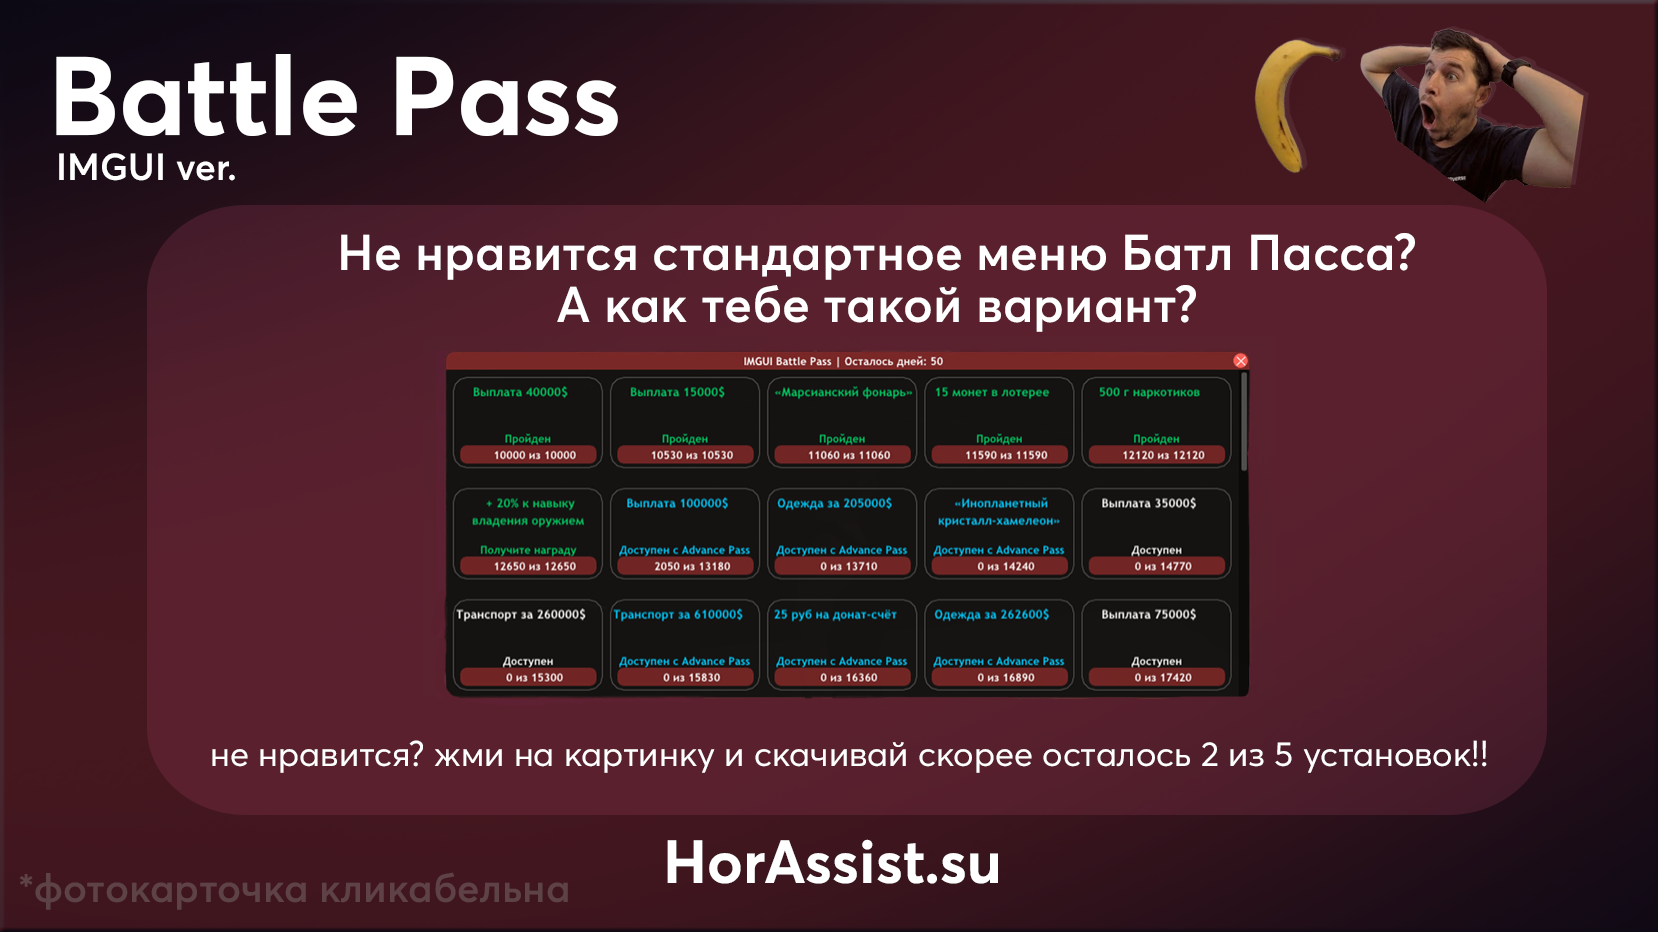 Battle Pass
IMGUI ver.
Не нравится стандартное меню Батл Пасса?
А как тебе такой вариант?
IMGUI Battle Pass | Осталось дней: 50
Выплата 40000$
Пройден
10000 из 10000
Выплата 15000$
Пройден
10530 из 10530
«Марсианский фонарь»
Пройден
11060 из 11060
15 монет в лотерее
Пройден
11590 из 11590
500 г наркотиков
Пройден
12120 из 12120
+ 20% к навыку
владения оружием
Получите награду
12650 из 12650
Выплата 100000$
Доступен с Advance Pass
2050 из 13180
Одежда за 205000$
Доступен с Advance Pass
0 из 13710
«Инопланетный
кристалл-хамелеон»
Доступен с Advance Pass
0 из 14240
Выплата 35000$
Доступен
0 из 14770
Транспорт за 260000$
Доступен
0 из 15300
Транспорт за 610000$
Доступен с Advance Pass
0 из 15830
25 руб на донат-счёт
Доступен с Advance Pass
0 из 16360
Одежда за 262600$
Доступен с Advance Pass
0 из 16890
Выплата 75000$
Доступен
0 из 17420
не нравится? жми на картинку и скачивай скорее осталось 2 из 5 установок!!
HorAssist.su
*фотокарточка кликабельна